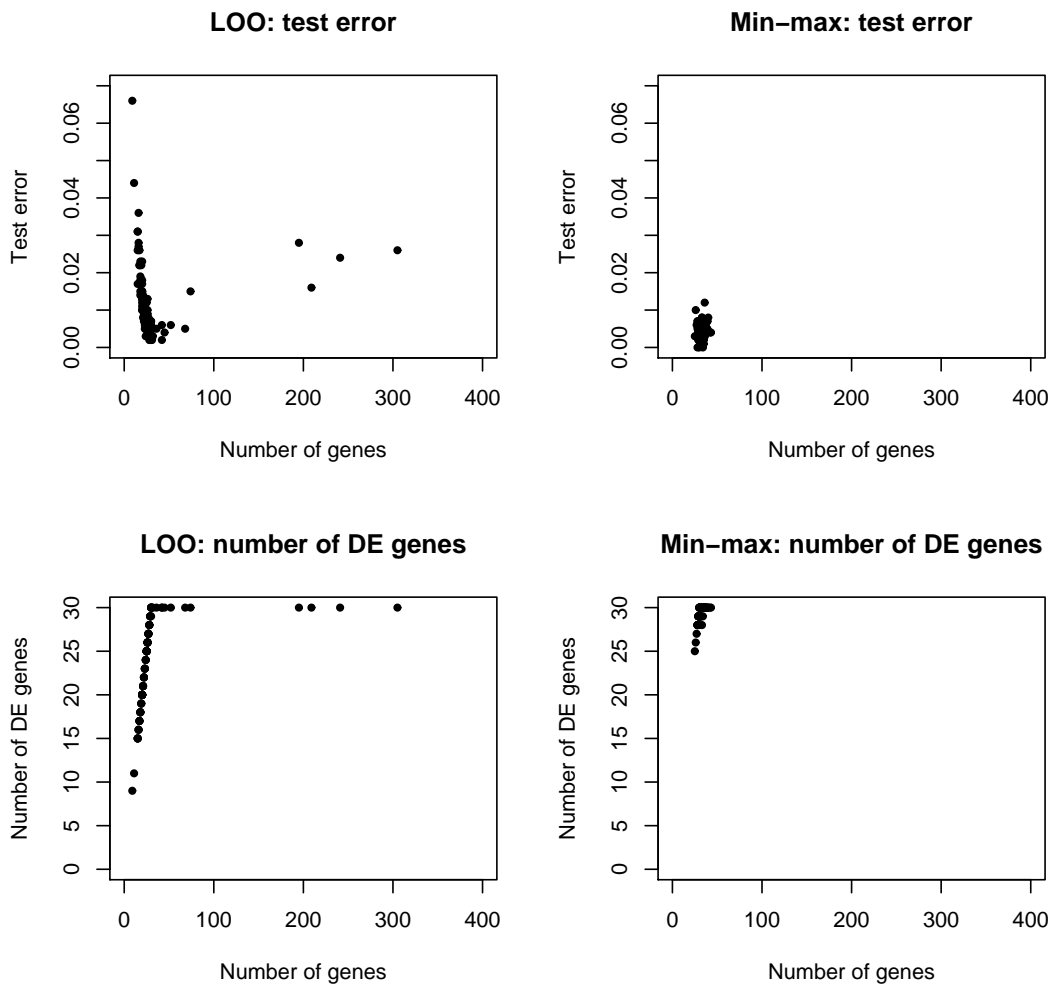 LOO: test error
Test error
0.00 0.02 0.04 0.06
0 100 200 300 400
Number of genes
Min−max: test error
Test error
0.00 0.02 0.04 0.06
0 100 200 300 400
Number of genes
LOO: number of DE genes
Number of DE genes
0 5 10 15 20 25 30
0 100 200 300 400
Number of genes
Min−max: number of DE genes
Number of DE genes
0 5 10 15 20 25 30
0 100 200 300 400
Number of genes